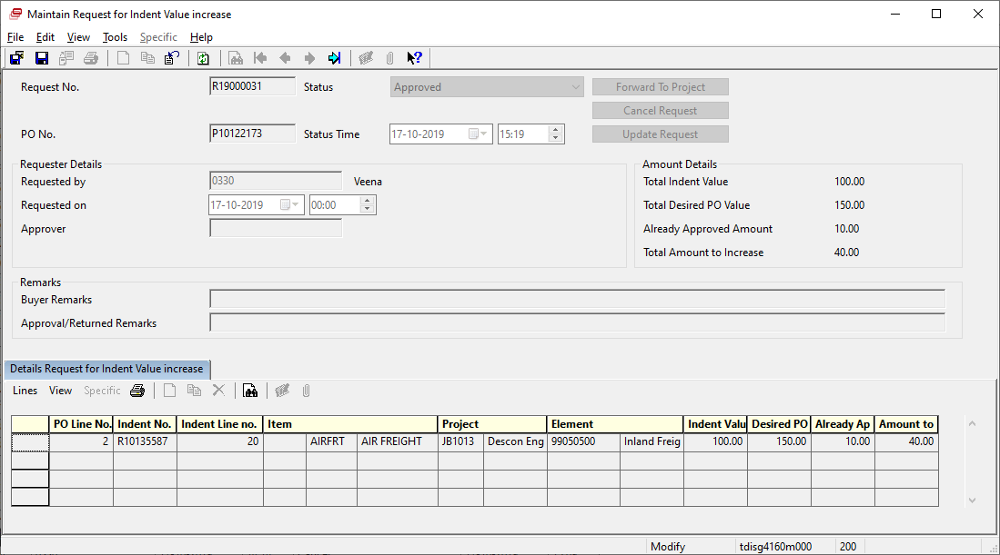 Maintain Request for Indent Value increase
File Edit View Tools Specific Help
Request No. R19000031 Status Approved Forward To Project
Cancel Request
PO No. P10122173 Status Time 17-10-2019 15:19 Update Request
Requester Details Amount Details
Requested by 0330 Veena Total Indent Value 100.00
Requested on 17-10-2019 00:00 Total Desired PO Value 150.00
Approver Already Approved Amount 10.00
Total Amount to Increase 40.00
Remarks
Buyer Remarks
Approval/Returned Remarks
Details Request for Indent Value increase
Lines View Specific
PO Line No. Indent No. Indent Line no. Item Project Element Indent Valu Desired PO Already Ap Amount to
2 R10135587 20 AIRFRT AIR FREIGHT JB1013 Descon Eng 99050500 Inland Freig 100.00 150.00 10.00 40.00
Modify tdisg4160m000 200